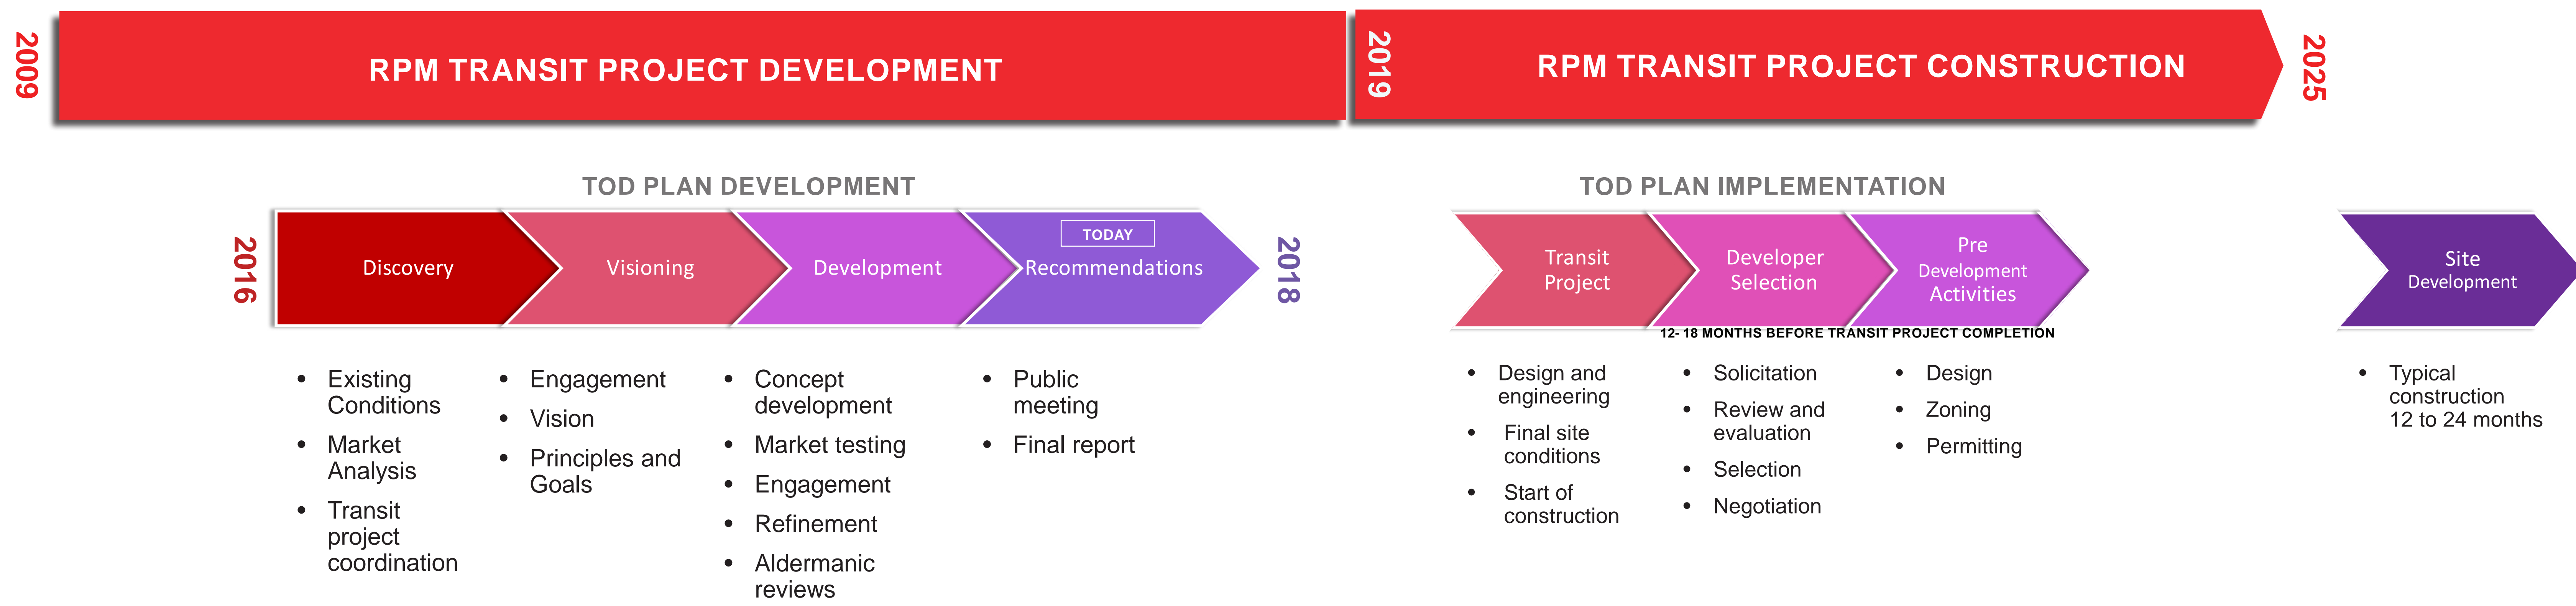 2009
RPM TRANSIT PROJECT DEVELOPMENT
2019
RPM TRANSIT PROJECT CONSTRUCTION
2025
TOD PLAN DEVELOPMENT
2016
Discovery
Visioning
Development
TODAY
Recommendations
2018
• Existing
Conditions
• Market
Analysis
• Transit
project
coordination
• Engagement
• Vision
• Principles and
Goals
• Concept
development
• Market testing
• Engagement
• Refinement
• Aldermanic
reviews
• Public
meeting
• Final report
TOD PLAN IMPLEMENTATION
Transit
Project
Developer
Selection
Pre
Development
Activities
12- 18 MONTHS BEFORE TRANSIT PROJECT COMPLETION
• Design and
engineering
• Final site
conditions
• Start of
construction
• Solicitation
• Review and
evaluation
• Selection
• Negotiation
• Design
• Zoning
• Permitting
Site
Development
• Typical
construction
12 to 24 months